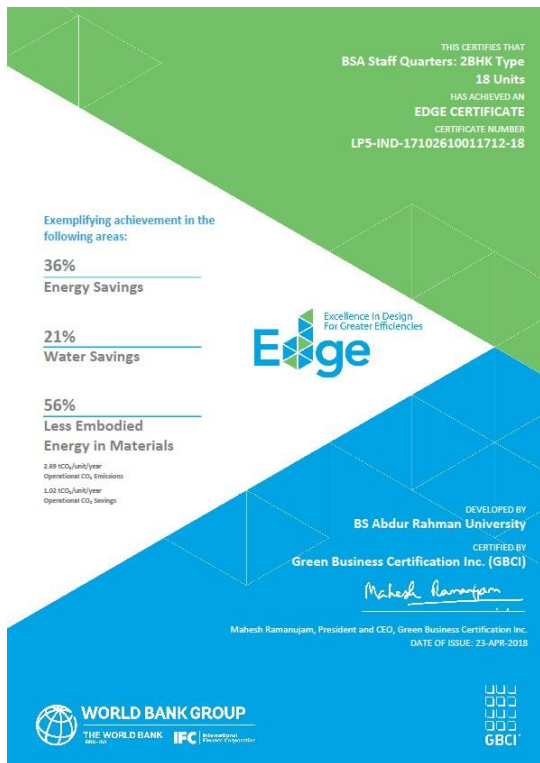 THIS CERTIFIES THAT
BSA Staff Quarters: 2BHK Type
18 Units
HAS ACHIEVED AN
EDGE CERTIFICATE
CERTIFICATE NUMBER
LP5-IND-17102610011712-18
Exemplifying achievement in the
following areas:
36%
Energy Savings
21%
Water Savings
56%
Less Embodied
Energy in Materials
2.69 tCO₂/unit/year
Operational CO₂ Emissions
1.02 tCO₂/unit/year
Operational CO₂ Savings
Edge
Excellence In Design
For Greater Efficiencies
DEVELOPED BY
BS Abdur Rahman University
CERTIFIED BY
Green Business Certification Inc. (GBCI)
Mahesh Ramanujam
Mahesh Ramanujam, President and CEO, Green Business Certification Inc.
DATE OF ISSUE: 23-APR-2018
WORLD BANK GROUP
THE WORLD BANK
IBRD • IDA
IFC
International
Finance Corporation
GBCI